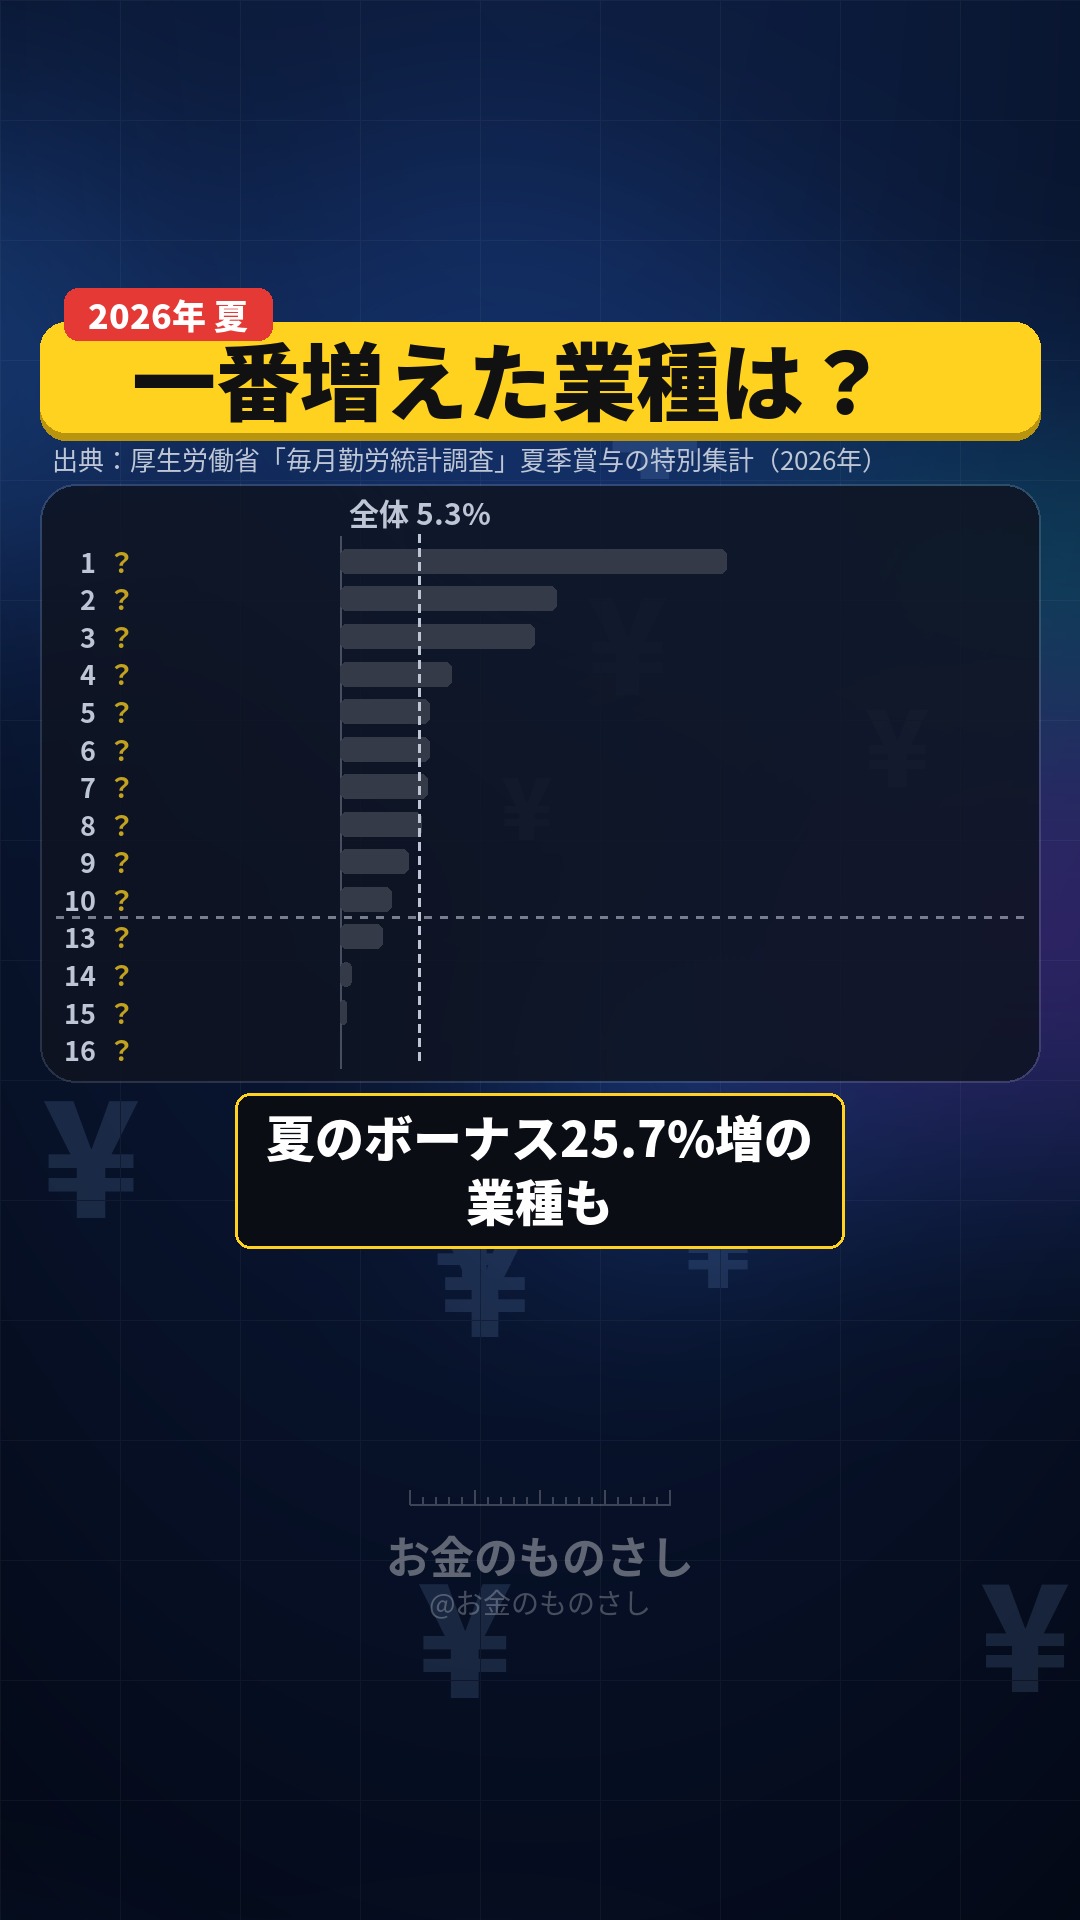 2026年 夏
一番増えた業種は？
出典：厚生労働省「毎月勤労統計調査」夏季賞与の特別集計（2026年）
全体 5.3%
1 ？
2 ？
3 ？
4 ？
5 ？
6 ？
7 ？
8 ？
9 ？
10 ？
13 ？
14 ？
15 ？
16 ？
夏のボーナス25.7%増の
業種も
お金のものさし
@お金のものさし